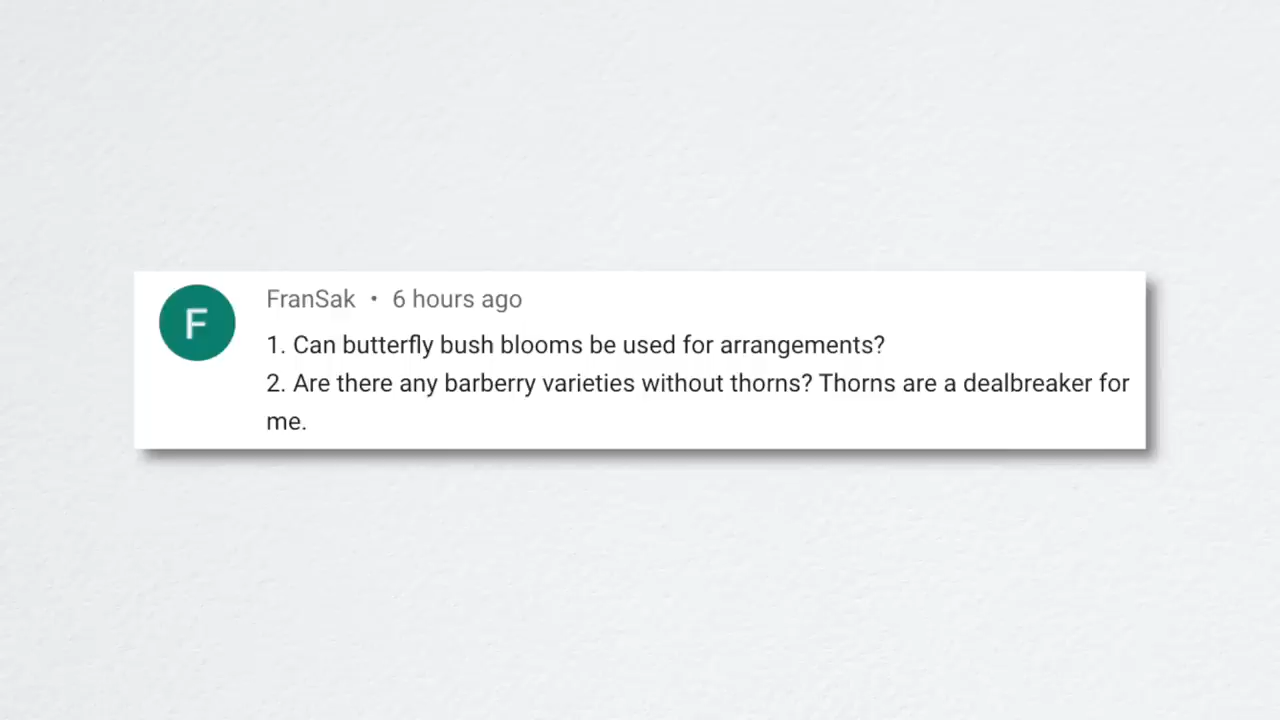 F
FranSak • 6 hours ago
1. Can butterfly bush blooms be used for arrangements?
2. Are there any barberry varieties without thorns? Thorns are a dealbreaker for
me.